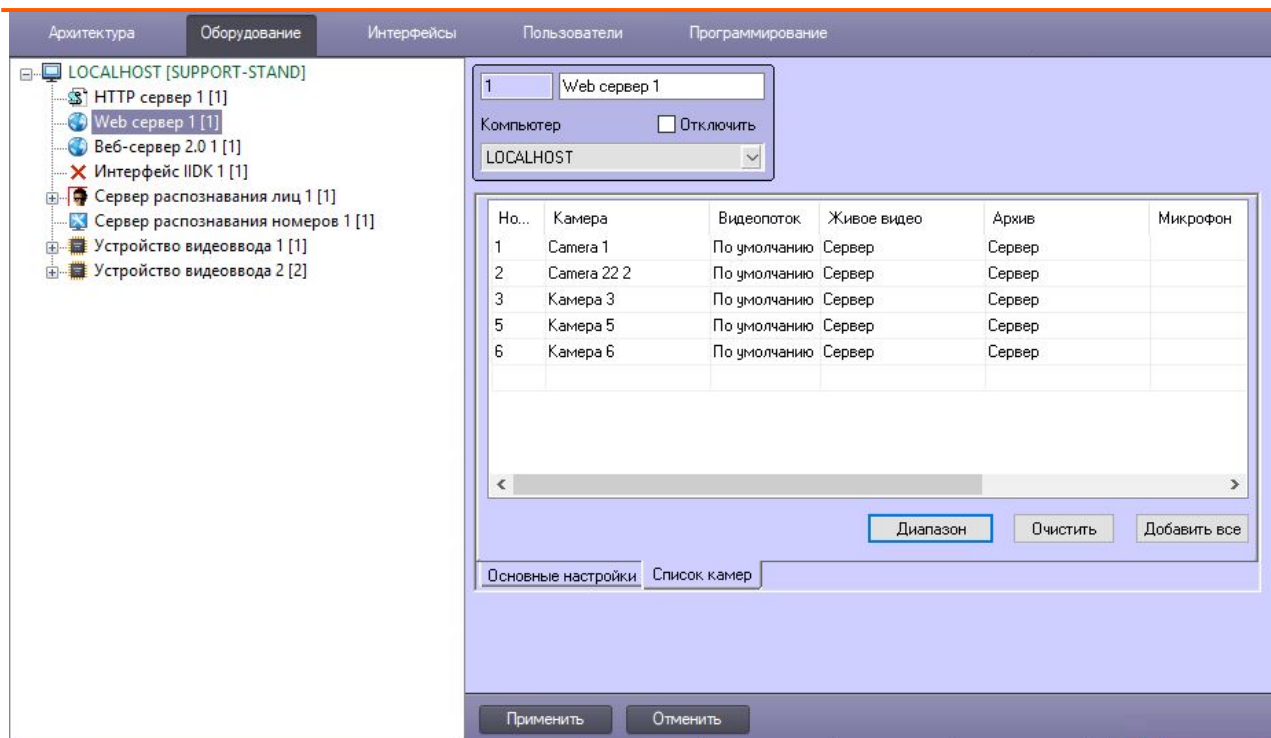 Архитектура Оборудование Интерфейсы Пользователи Программирование
LOCALHOST [SUPPORT-STAND]
HTTP сервер 1 [1]
Web сервер 1 [1]
Веб-сервер 2.0 1 [1]
Интерфейс IIDK 1 [1]
Сервер распознавания лиц 1 [1]
Сервер распознавания номеров 1 [1]
Устройство видеоввода 1 [1]
Устройство видеоввода 2 [2]
1 Web сервер 1
Компьютер Отключить
LOCALHOST
Но... Камера Видеопоток Живое видео Архив Микрофон
1 Camera 1 По умолчанию Сервер Сервер
2 Camera 22 2 По умолчанию Сервер Сервер
3 Камера 3 По умолчанию Сервер Сервер
5 Камера 5 По умолчанию Сервер Сервер
6 Камера 6 По умолчанию Сервер Сервер
Диапазон Очистить Добавить все
Основные настройки Список камер
Применить Отменить